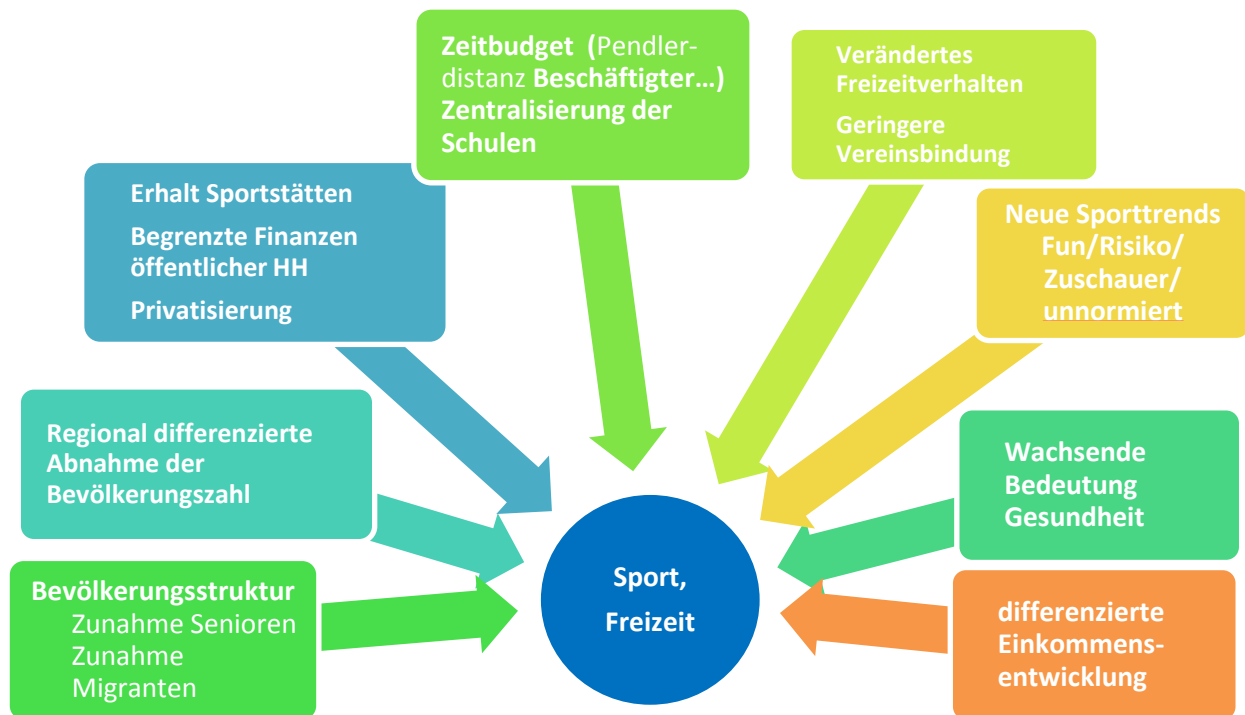 Zeitbudget (Pendler-
distanz Beschäftigter...)
Zentralisierung der
Schulen
Verändertes
Freizeitverhalten
Geringere
Vereinsbindung
Erhalt Sportstätten
Begrenzte Finanzen
öffentlicher HH
Privatisierung
Neue Sporttrends
Fun/Risiko/
Zuschauer/
unnormiert
Regional differenzierte
Abnahme der
Bevölkerungszahl
Wachsende
Bedeutung
Gesundheit
Bevölkerungsstruktur
Zunahme Senioren
Zunahme
Migranten
Sport,
Freizeit
differenzierte
Einkommens-
entwicklung